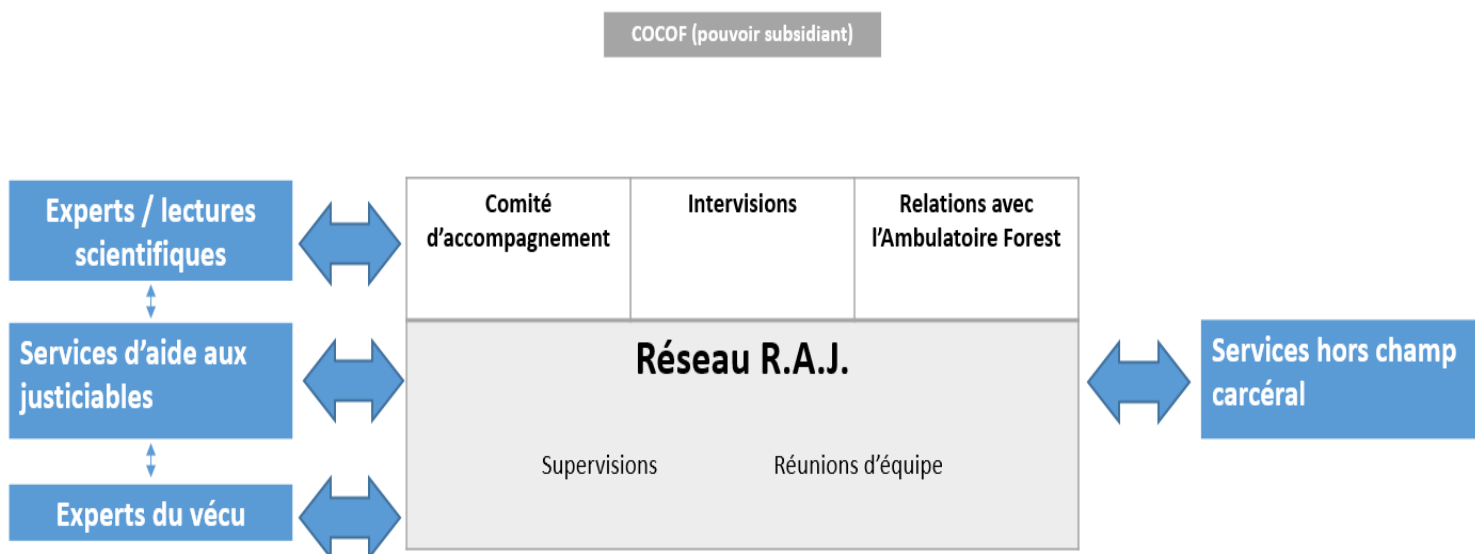 COCOF (pouvoir subsidiant)
Experts / lectures
scientifiques
Comité
d'accompagnement
Intervisions
Relations avec
l'Ambulatoire Forest
Services d'aide aux
justiciables
Réseau R.A.J.
Services hors champ
carcéral
Supervisions
Réunions d'équipe
Experts du vécu